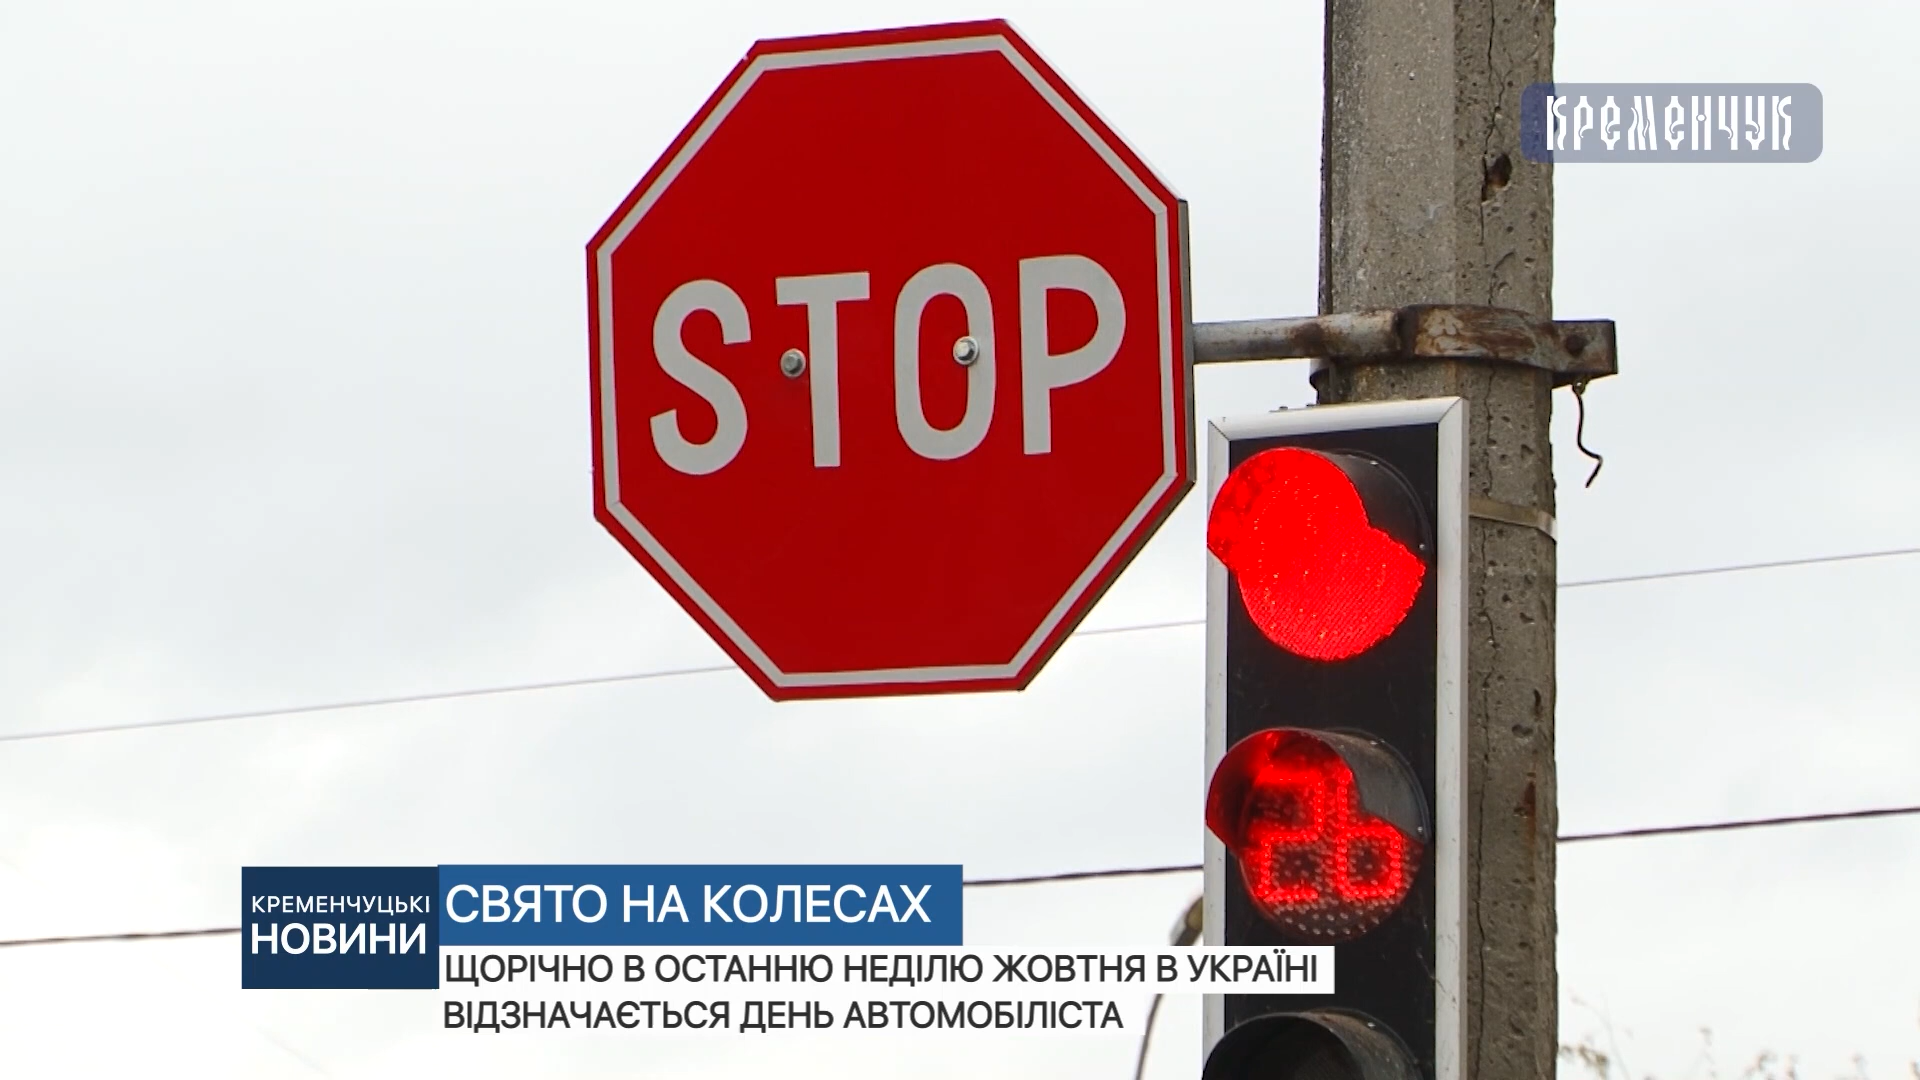 КРЕМЕНЧУК
STOP
26
КРЕМЕНЧУЦЬКІ
НОВИНИ
СВЯТО НА КОЛЕСАХ
ЩОРІЧНО В ОСТАННЮ НЕДІЛЮ ЖОВТНЯ В УКРАЇНІ
ВІДЗНАЧАЄТЬСЯ ДЕНЬ АВТОМОБІЛІСТА